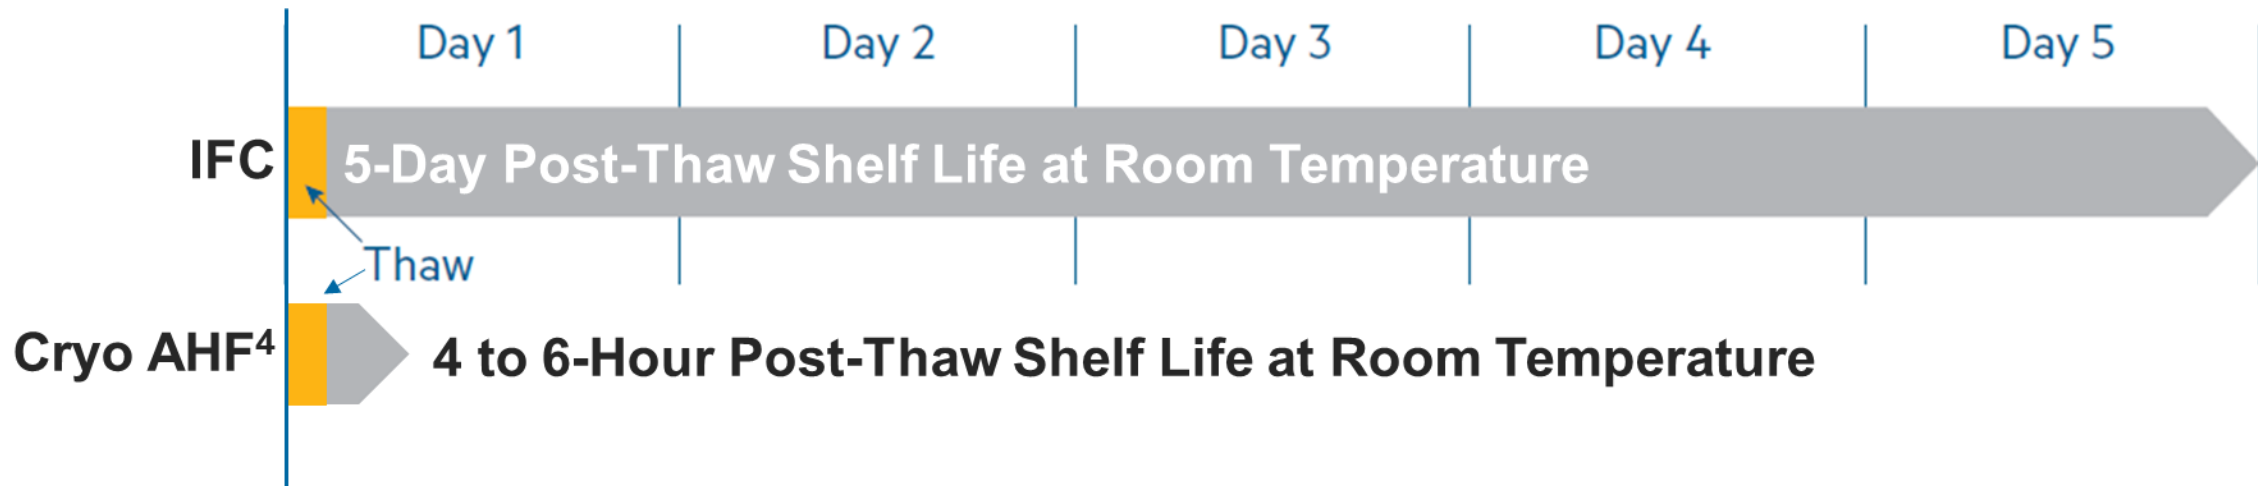 Day 1 Day 2 Day 3 Day 4 Day 5
IFC 5-Day Post-Thaw Shelf Life at Room Temperature
Thaw
Cryo AHF⁴ 4 to 6-Hour Post-Thaw Shelf Life at Room Temperature